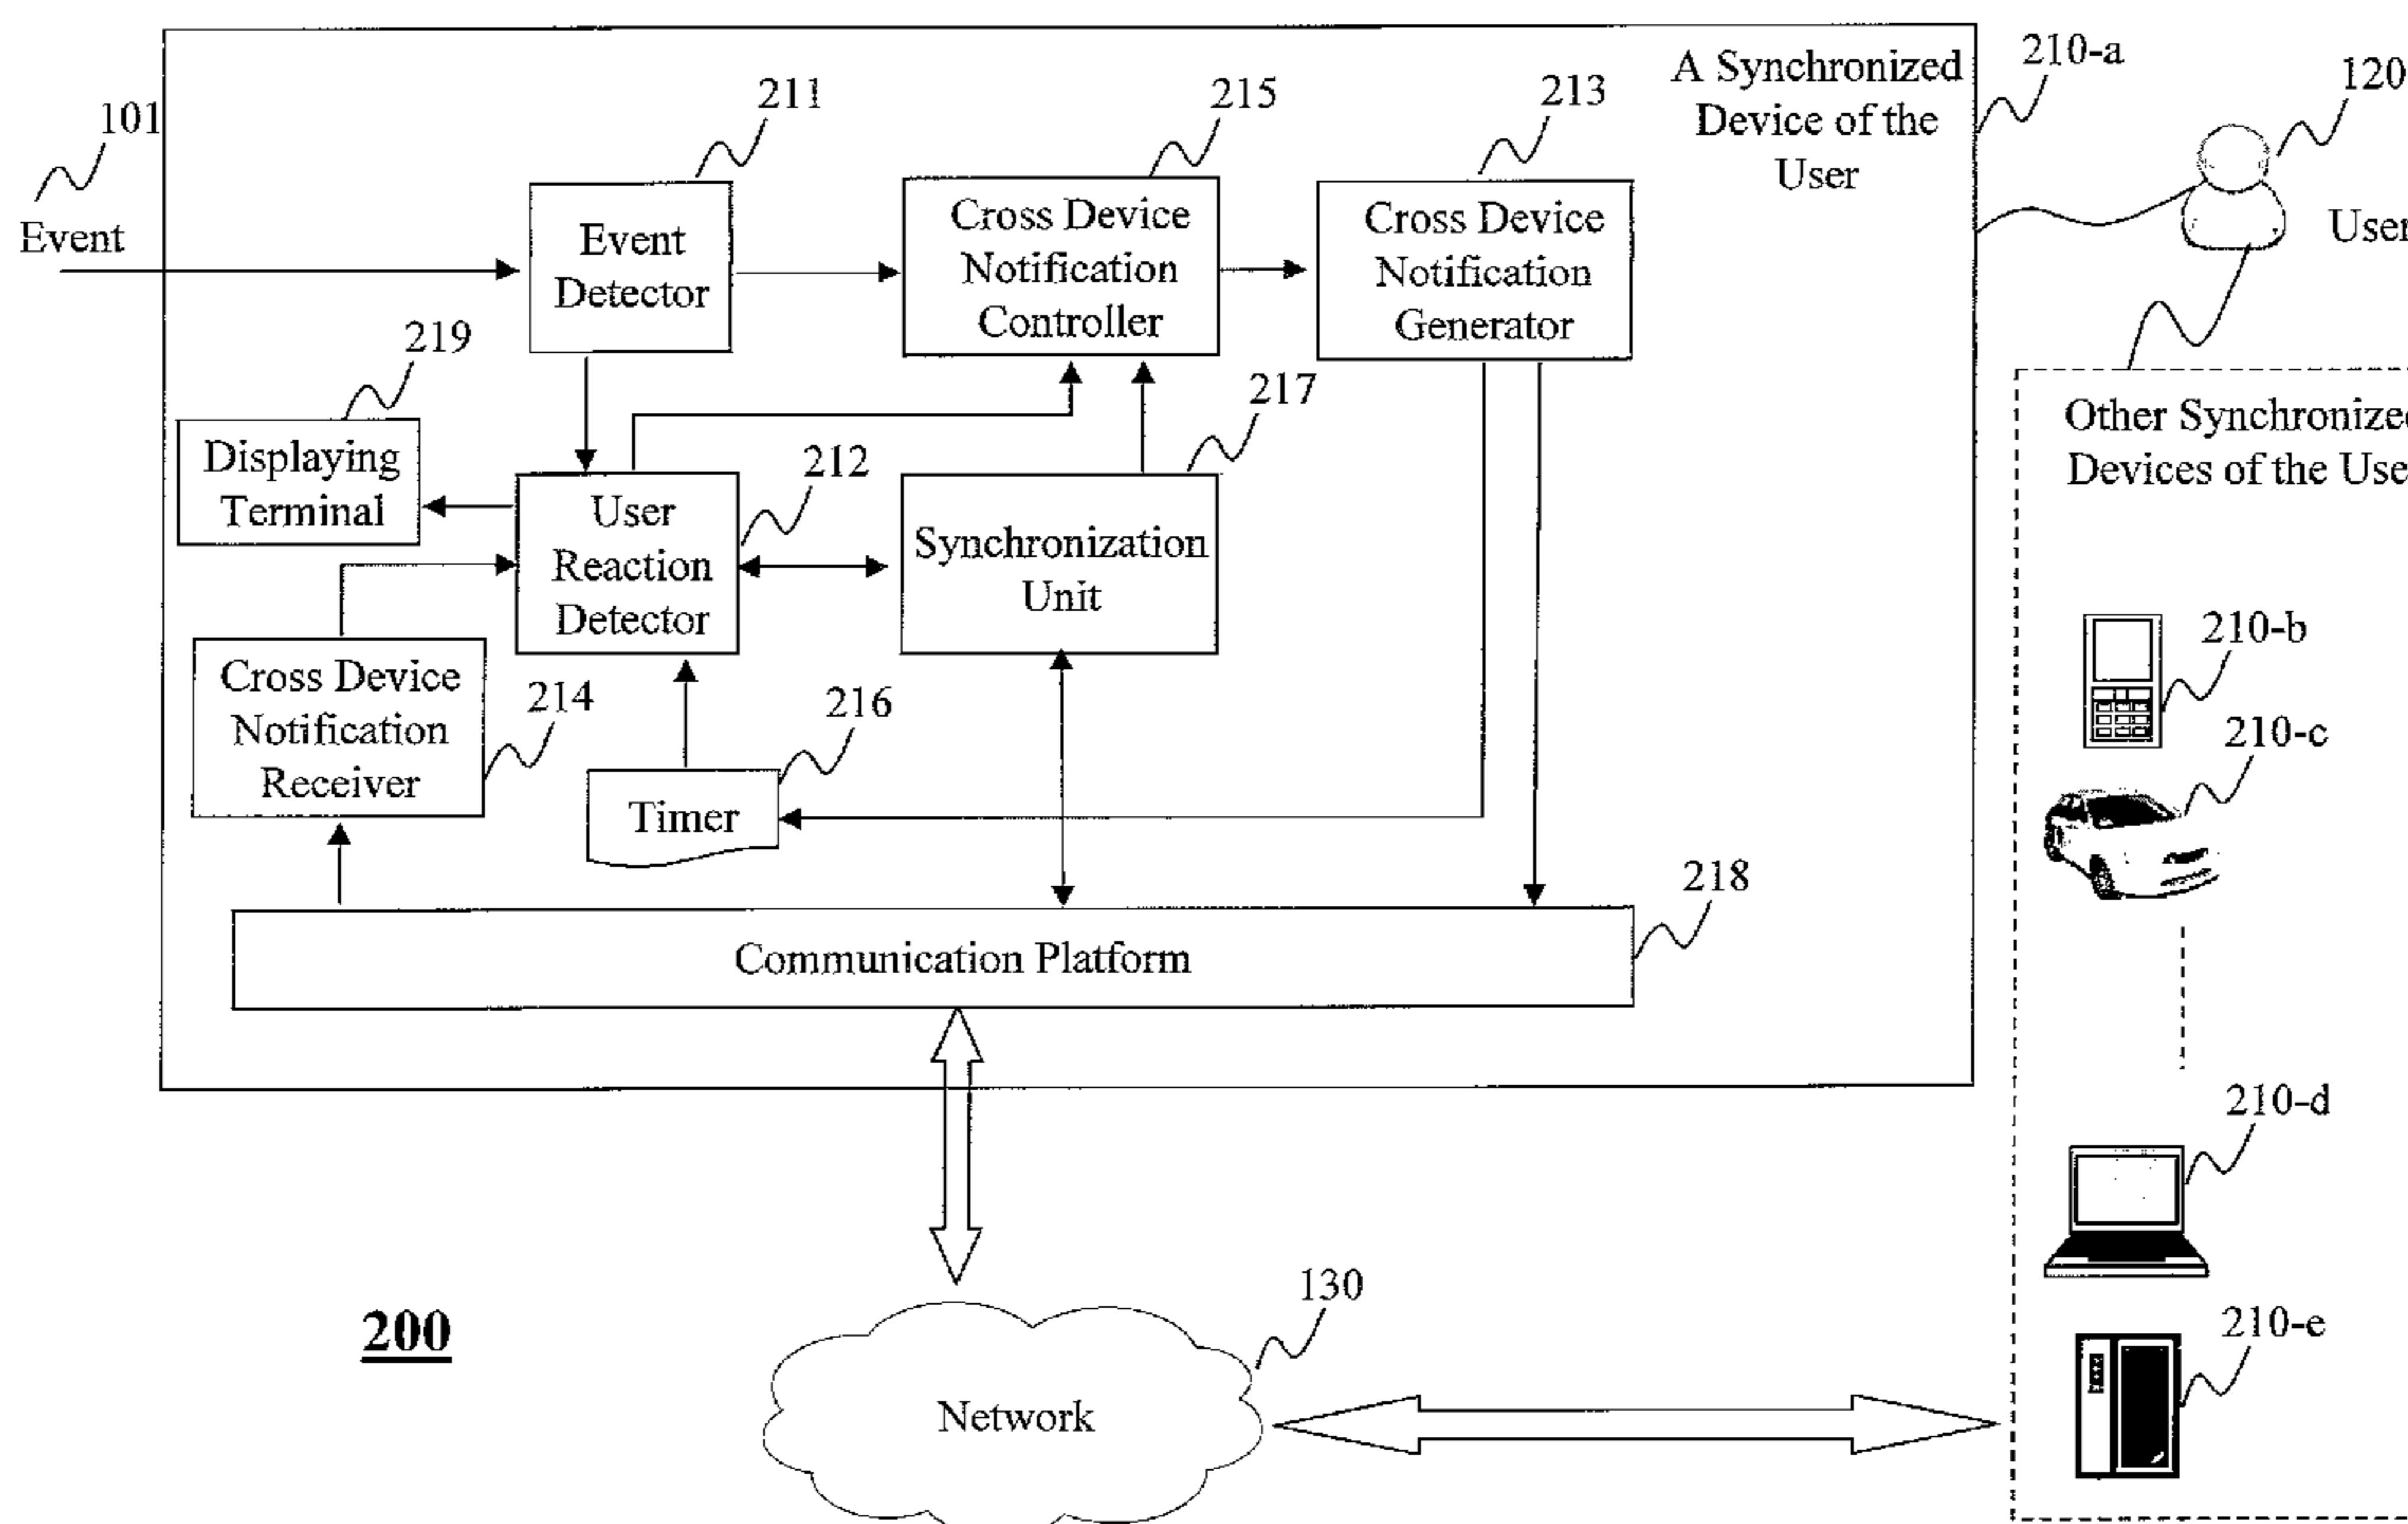 A Synchronized
Device of the
User
210-a
120
101
211
215
213
Event
Event
Detector
Cross Device
Notification
Controller
Cross Device
Notification
Generator
User
219
217
Displaying
Terminal
212
User
Reaction
Detector
Synchronization
Unit
Other Synchronized
Devices of the Use
Cross Device
Notification
Receiver
214
216
Timer
210-b
210-c
218
Communication Platform
210-d
130
200
Network
210-e